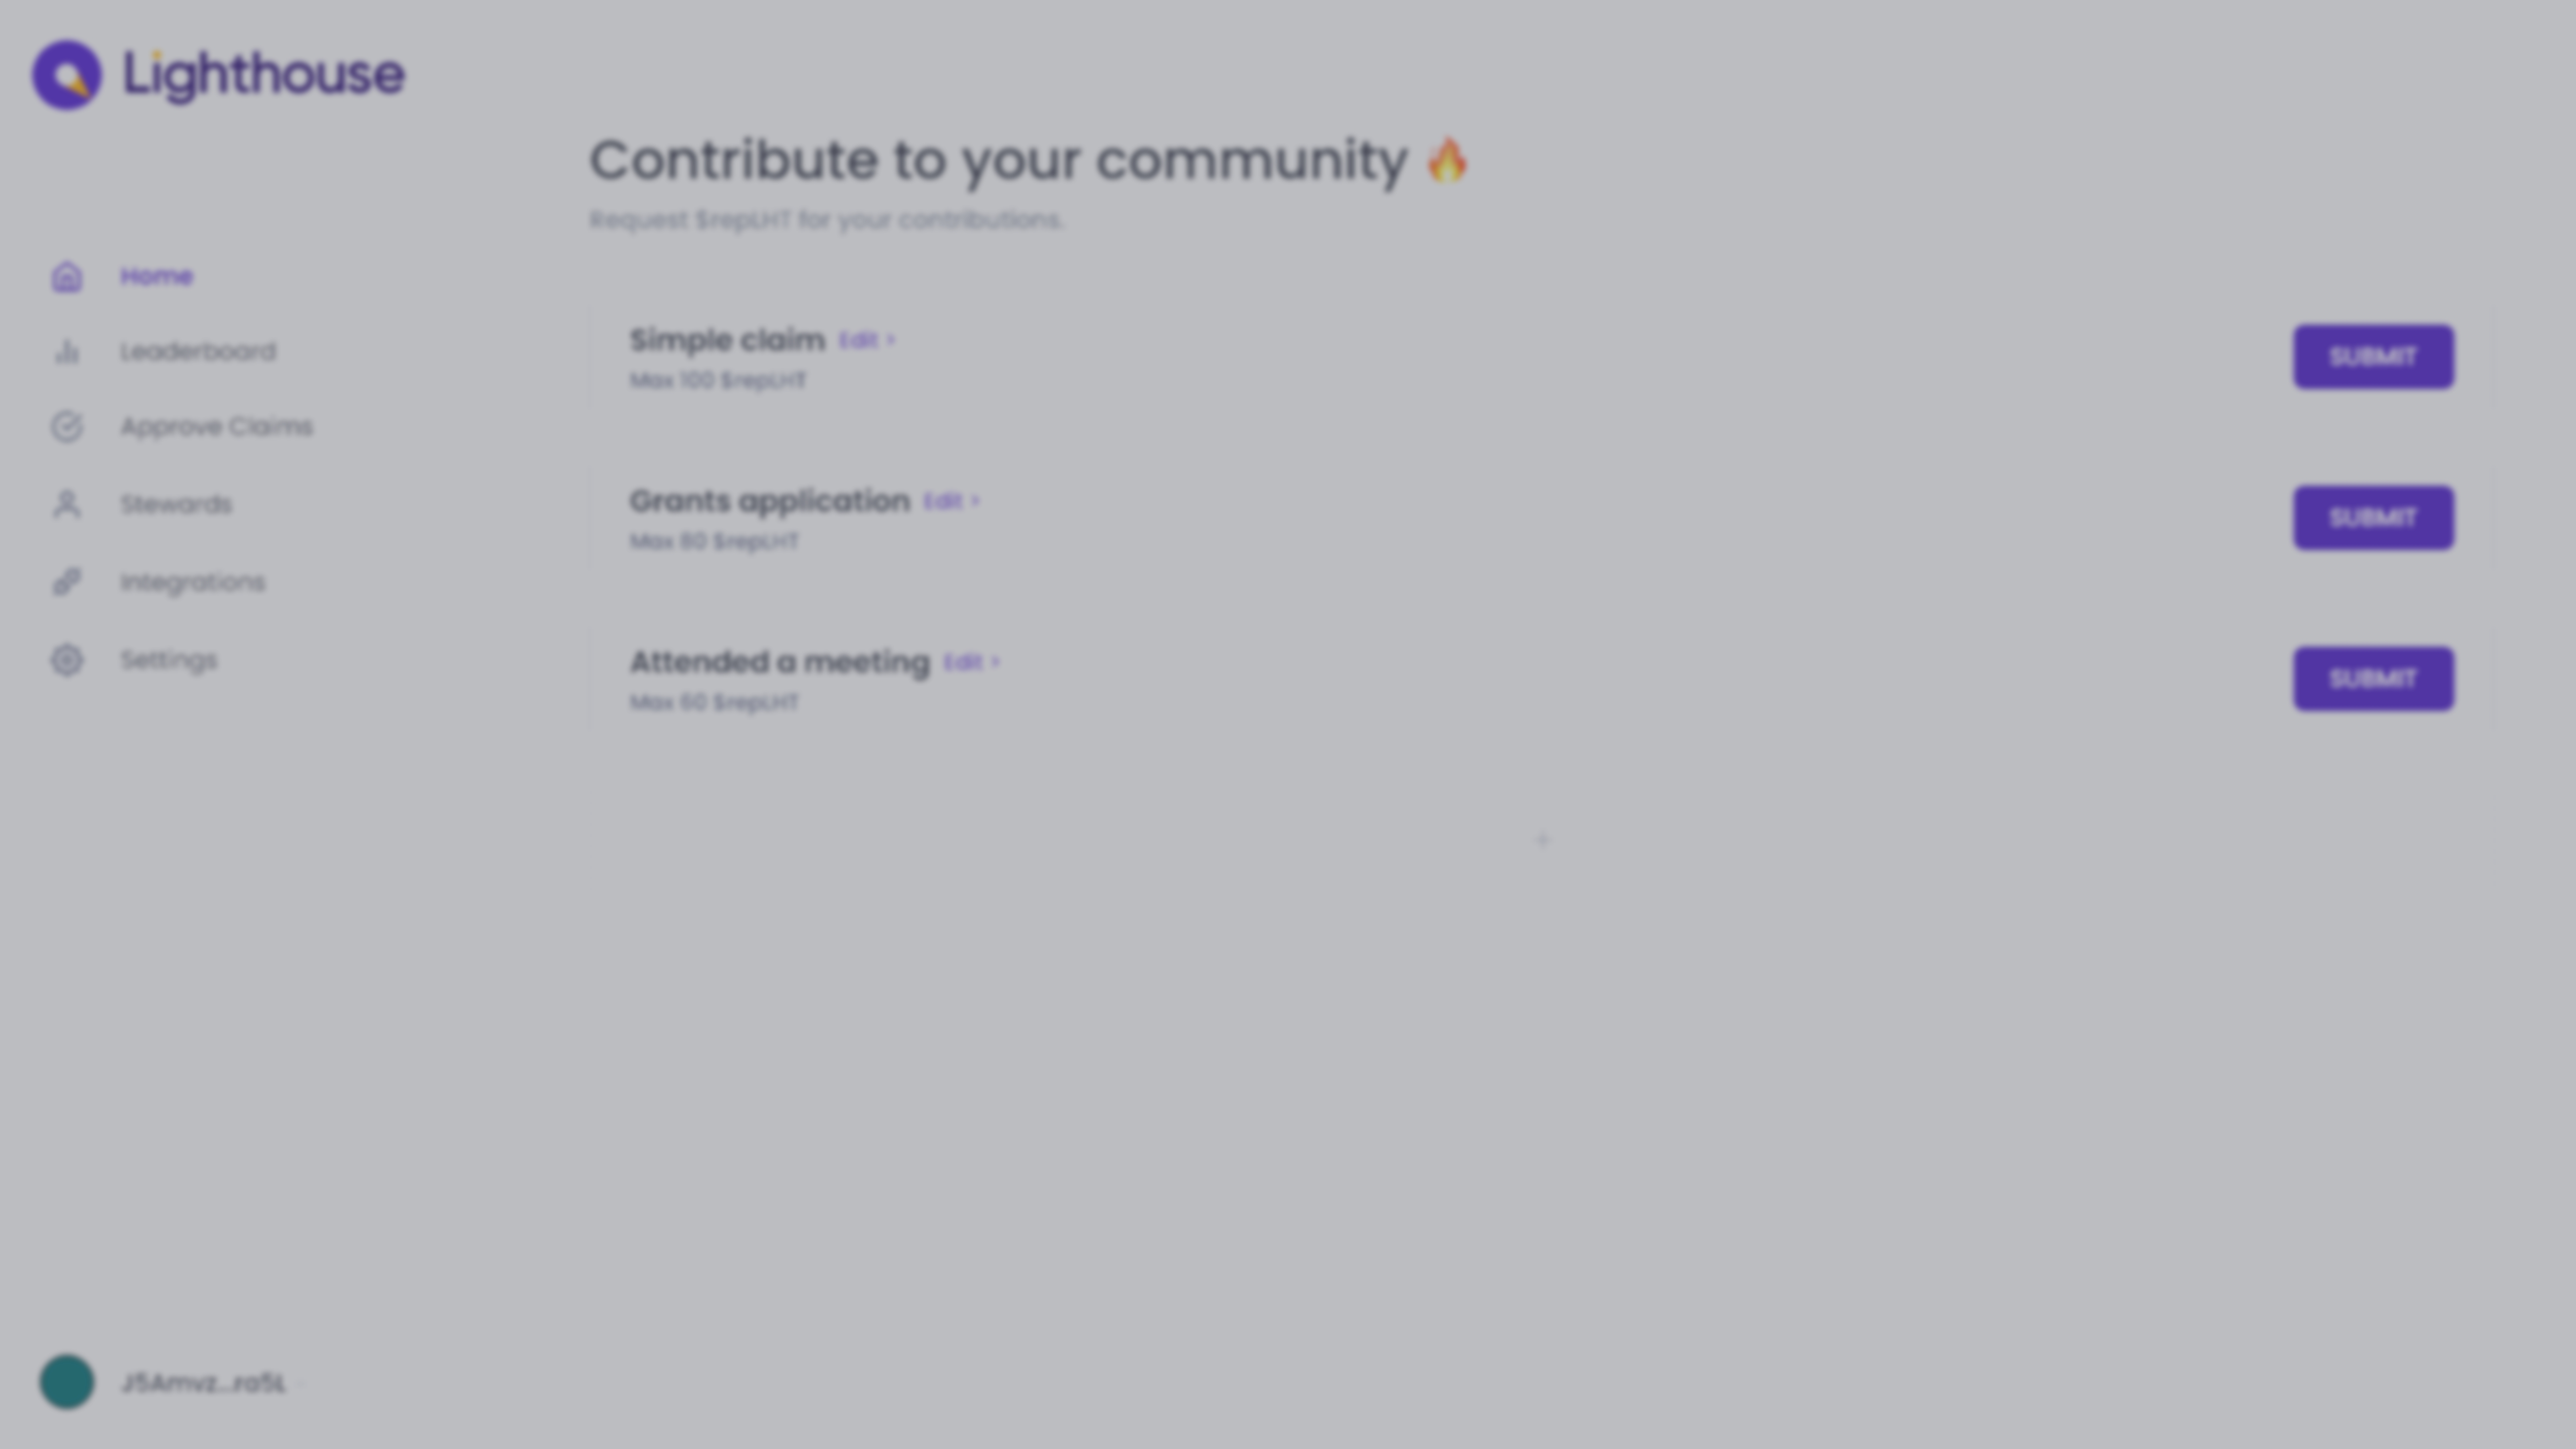 Lighthouse
Contribute to your community
Request $repLHT for your contributions.
Home
Leaderboard
Approve Claims
Stewards
Integrations
Settings
Simple claim Edit >
Max 100 $repLHT
SUBMIT
Grants application Edit >
Max 80 $repLHT
SUBMIT
Attended a meeting Edit >
Max 60 $repLHT
SUBMIT
+
J5Amvz...ra5L